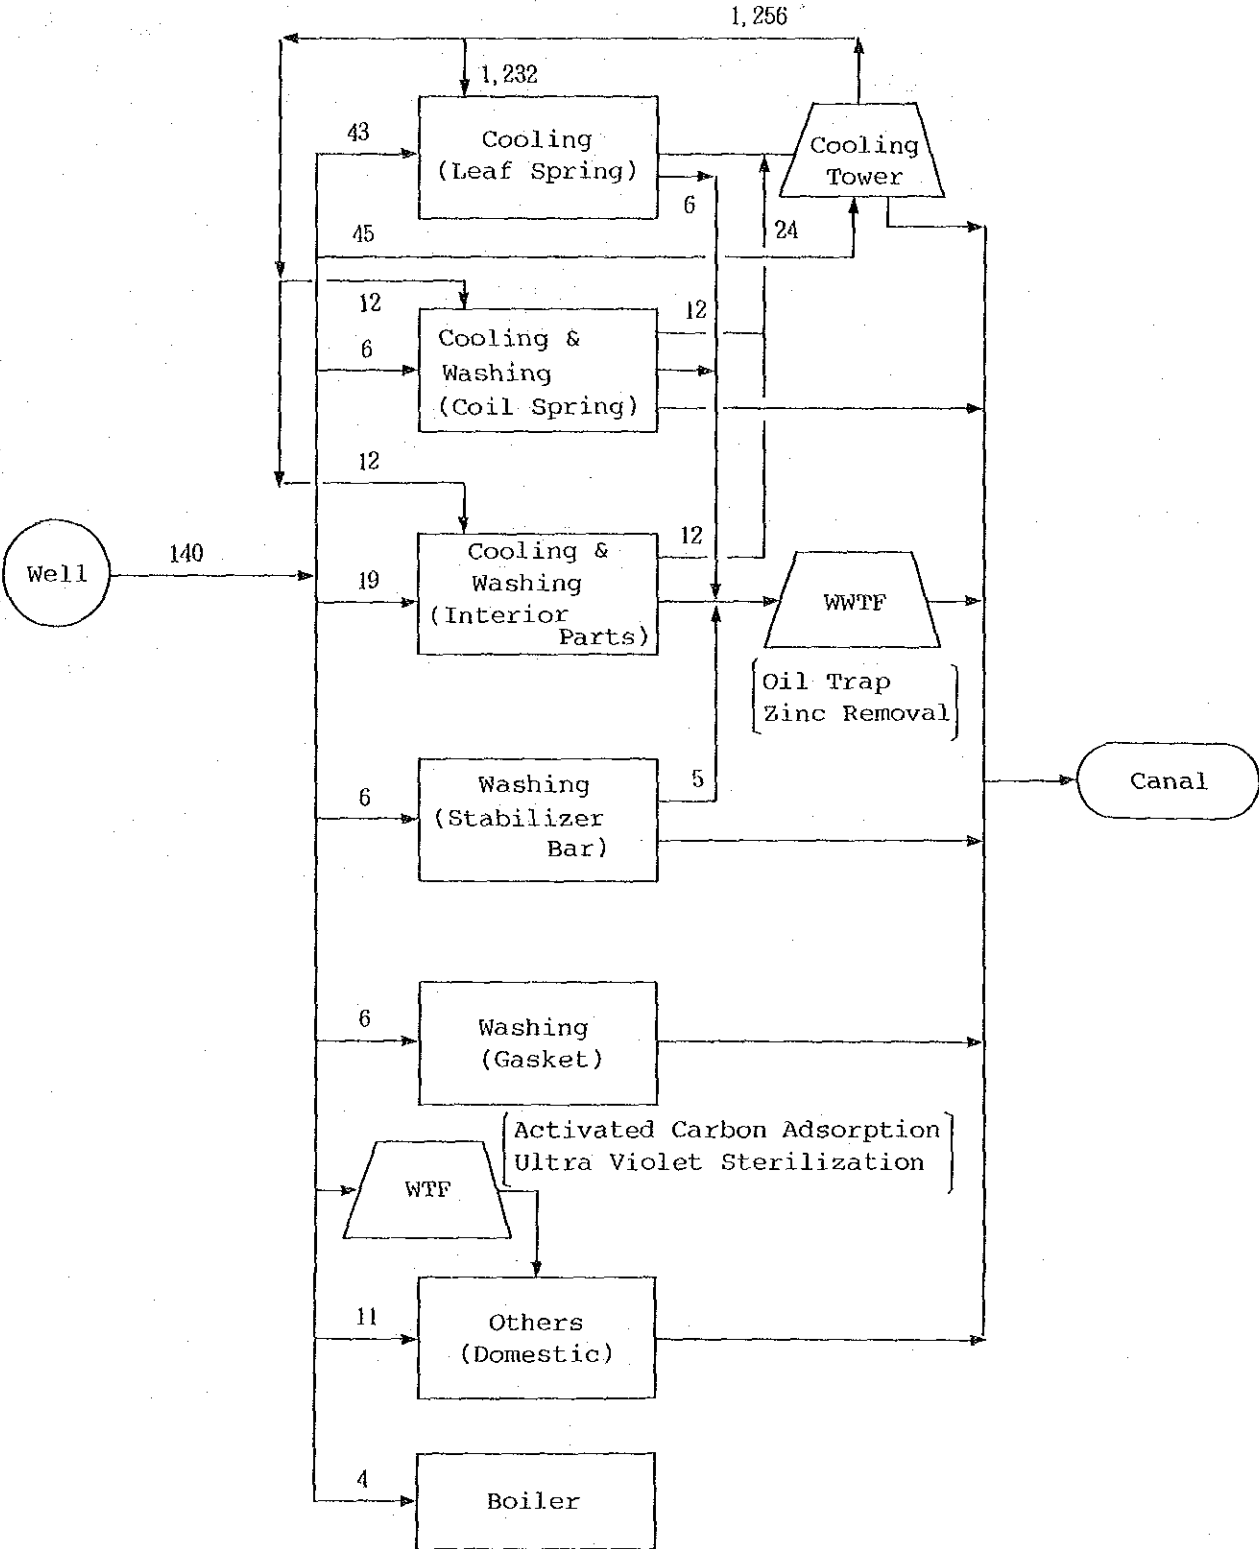 1,256
1,232
43
Cooling
(Leaf Spring)
Cooling
Tower
6
24
45
12
12
6
Cooling &
Washing
(Coil Spring)
12
Well
140
12
19
Cooling &
Washing
(Interior
Parts)
WWTF
Oil Trap
Zinc Removal
6
Washing
(Stabilizer
Bar)
5
Canal
6
Washing
(Gasket)
Activated Carbon Adsorption
Ultra Violet Sterilization
WTF
11
Others
(Domestic)
4
Boiler